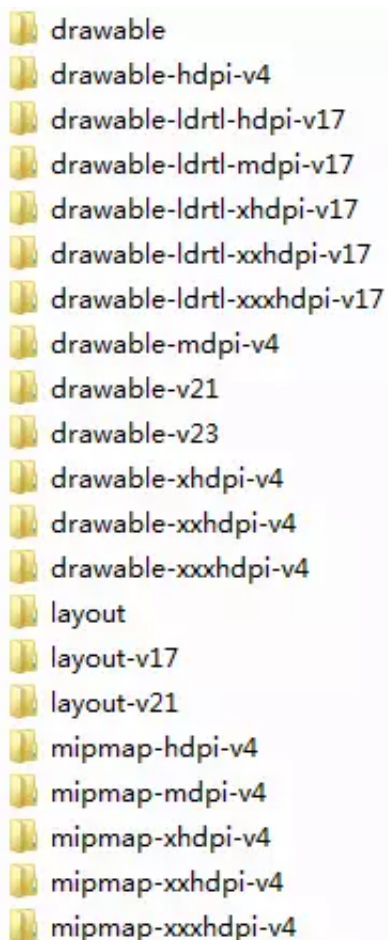 drawable
drawable-hdpi-v4
drawable-ldrtl-hdpi-v17
drawable-ldrtl-mdpi-v17
drawable-ldrtl-xhdpi-v17
drawable-ldrtl-xxhdpi-v17
drawable-ldrtl-xxxhdpi-v17
drawable-mdpi-v4
drawable-v21
drawable-v23
drawable-xhdpi-v4
drawable-xxhdpi-v4
drawable-xxxhdpi-v4
layout
layout-v17
layout-v21
mipmap-hdpi-v4
mipmap-mdpi-v4
mipmap-xhdpi-v4
mipmap-xxhdpi-v4
mipmap-xxxhdpi-v4